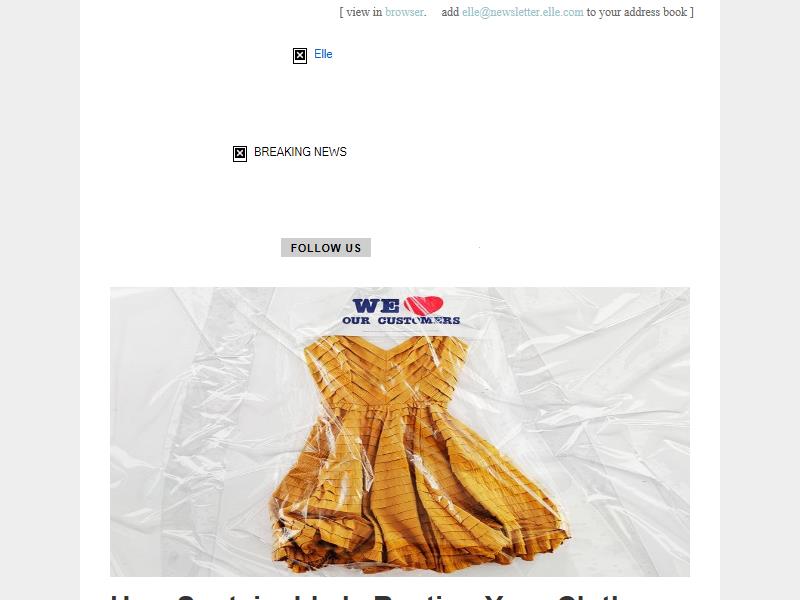 [ view in browser. add elle@newsletter.elle.com to your address book ]
Elle
BREAKING NEWS
FOLLOW US
WE
OUR CUSTOMERS